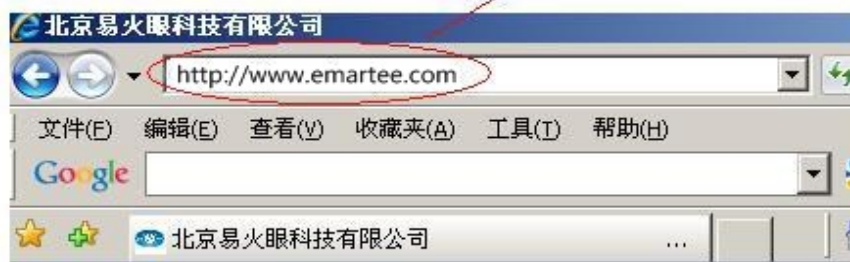 北京易火眼科技有限公司
http://www.emartee.com
文件(F) 编辑(E) 查看(V) 收藏夹(A) 工具(T) 帮助(H)
Google
北京易火眼科技有限公司 ...